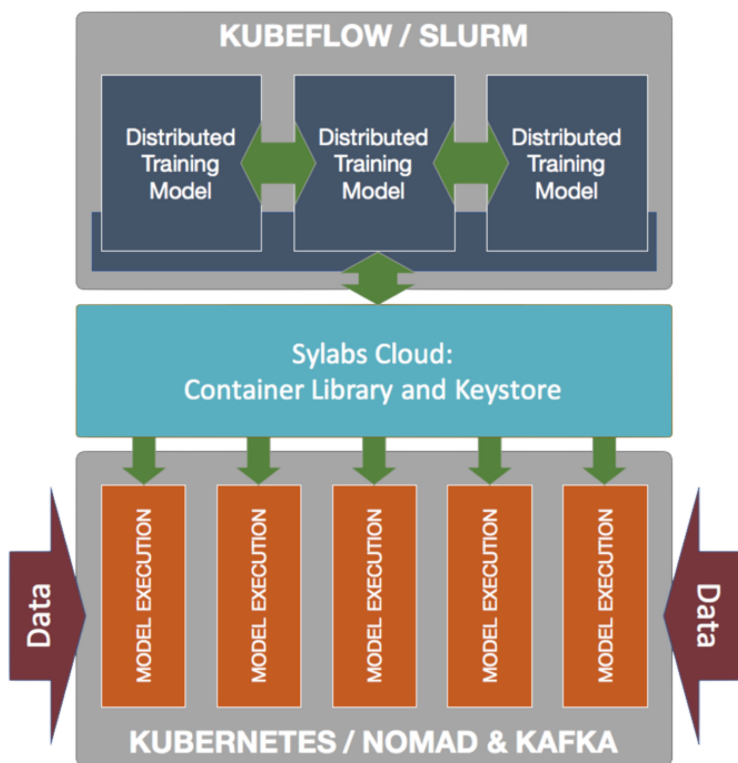 KUBEFLOW / SLURM
Distributed
Training
Model
Distributed
Training
Model
Distributed
Training
Model
Sylabs Cloud:
Container Library and Keystore
Data
MODEL EXECUTION
MODEL EXECUTION
MODEL EXECUTION
MODEL EXECUTION
MODEL EXECUTION
Data
KUBERNETES / NOMAD & KAFKA